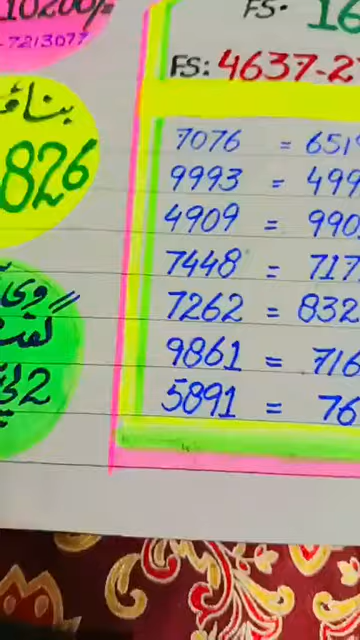 10200/=
-7213077
FS. 16
FS: 4637-2
بناؤ
826
7076 = 651
9993 = 499
4909 = 990
7448 = 717
7262 = 832
9861 = 716
5891 = 76